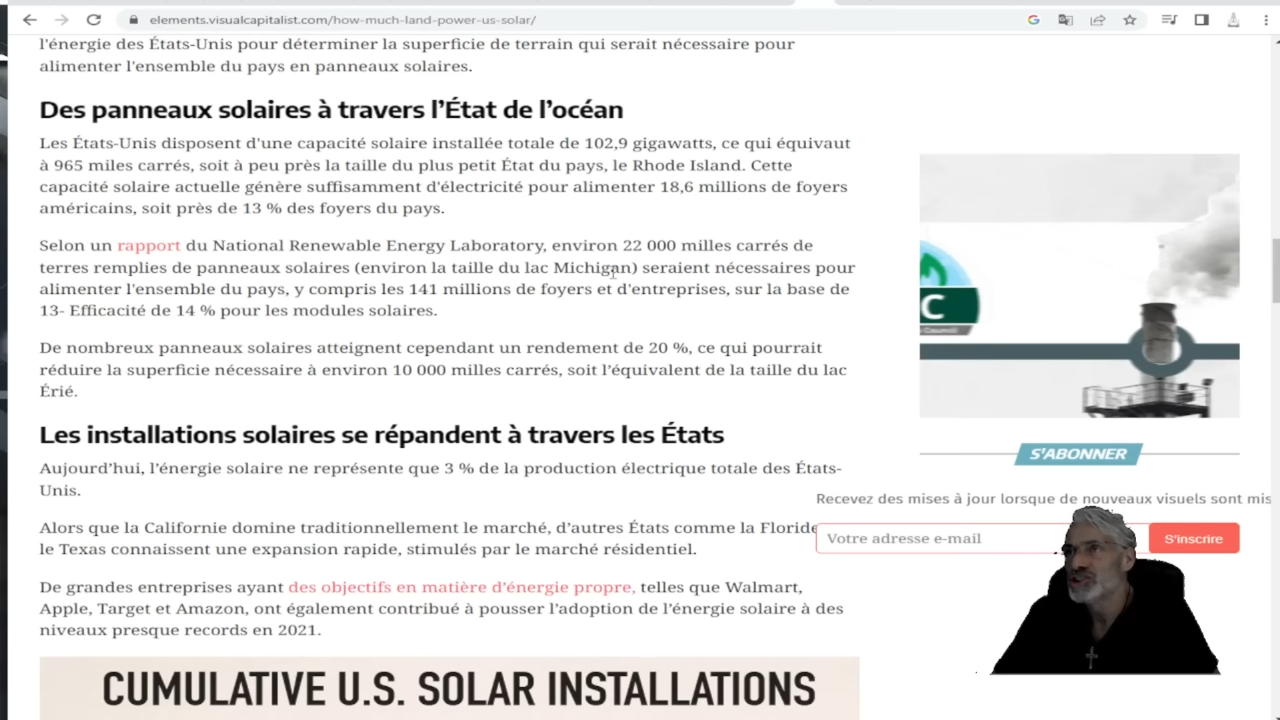 elements.visualcapitalist.com/how-much-land-power-us-solar/
l'énergie des États-Unis pour déterminer la superficie de terrain qui serait nécessaire pour
alimenter l'ensemble du pays en panneaux solaires.
Des panneaux solaires à travers l’État de l’océan
Les États-Unis disposent d'une capacité solaire installée totale de 102,9 gigawatts, ce qui équivaut
à 965 miles carrés, soit à peu près la taille du plus petit État du pays, le Rhode Island. Cette
capacité solaire actuelle génère suffisamment d'électricité pour alimenter 18,6 millions de foyers
américains, soit près de 13 % des foyers du pays.
Selon un rapport du National Renewable Energy Laboratory, environ 22 000 milles carrés de
terres remplies de panneaux solaires (environ la taille du lac Michigan) seraient nécessaires pour
alimenter l'ensemble du pays, y compris les 141 millions de foyers et d'entreprises, sur la base de
13- Efficacité de 14 % pour les modules solaires.
De nombreux panneaux solaires atteignent cependant un rendement de 20 %, ce qui pourrait
réduire la superficie nécessaire à environ 10 000 milles carrés, soit l’équivalent de la taille du lac
Érié.
Les installations solaires se répandent à travers les États
Aujourd’hui, l’énergie solaire ne représente que 3 % de la production électrique totale des États-
Unis.
Alors que la Californie domine traditionnellement le marché, d’autres États comme la Floride
le Texas connaissent une expansion rapide, stimulés par le marché résidentiel.
De grandes entreprises ayant des objectifs en matière d’énergie propre, telles que Walmart,
Apple, Target et Amazon, ont également contribué à pousser l’adoption de l’énergie solaire à des
niveaux presque records en 2021.
CUMULATIVE U.S. SOLAR INSTALLATIONS
C
Council
S'ABONNER
Recevez des mises à jour lorsque de nouveaux visuels sont mis
Votre adresse e-mail
S'inscrire